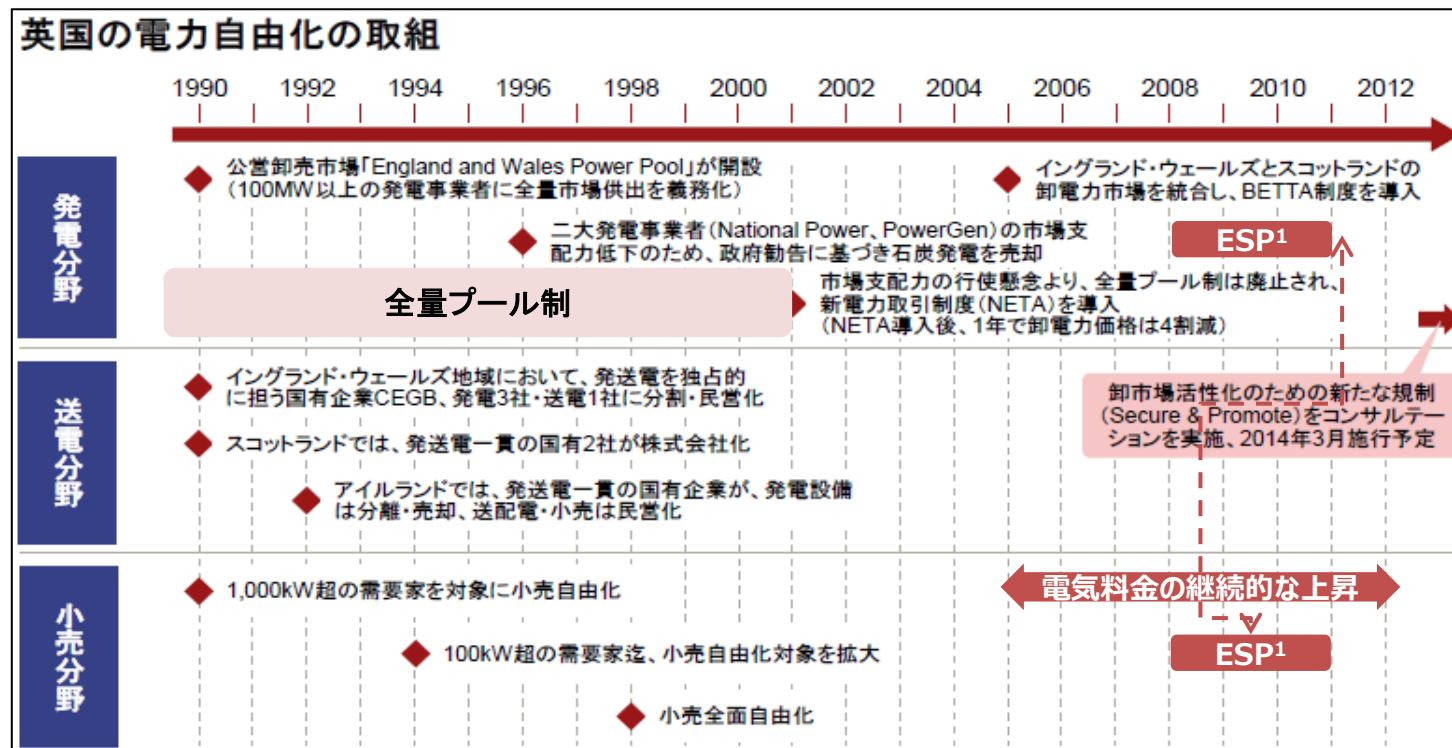 英国の電力自由化の取組
1990 1992 1994 1996 1998 2000 2002 2004 2006 2008 2010 2012
発電分野
公営卸売市場「England and Wales Power Pool」が開設
(100MW以上の発電事業者に全量市場供出を義務化)
イングランド・ウェールズとスコットランドの
卸電力市場を統合し、BETTA制度を導入
二大発電事業者(National Power、PowerGen)の市場支
配力低下のため、政府勧告に基づき石炭発電を売却
ESP¹
全量プール制
市場支配力の行使懸念より、全量プール制は廃止され、
新電力取引制度(NETA)を導入
(NETA導入後、1年で卸電力価格は4割減)
送電分野
イングランド・ウェールズ地域において、発送電を独占的
に担う国有企業CEGB、発電3社・送電1社に分割・民営化
卸市場活性化のための新たな規制
(Secure & Promote)をコンサルテー
ションを実施、2014年3月施行予定
スコットランドでは、発送電一貫の国有2社が株式会社化
アイルランドでは、発送電一貫の国有企業が、発電設備
は分離・売却、送配電・小売は民営化
小売分野
1,000kW超の需要家を対象に小売自由化
電気料金の継続的な上昇
100kW超の需要家迄、小売自由化対象を拡大
ESP¹
小売全面自由化